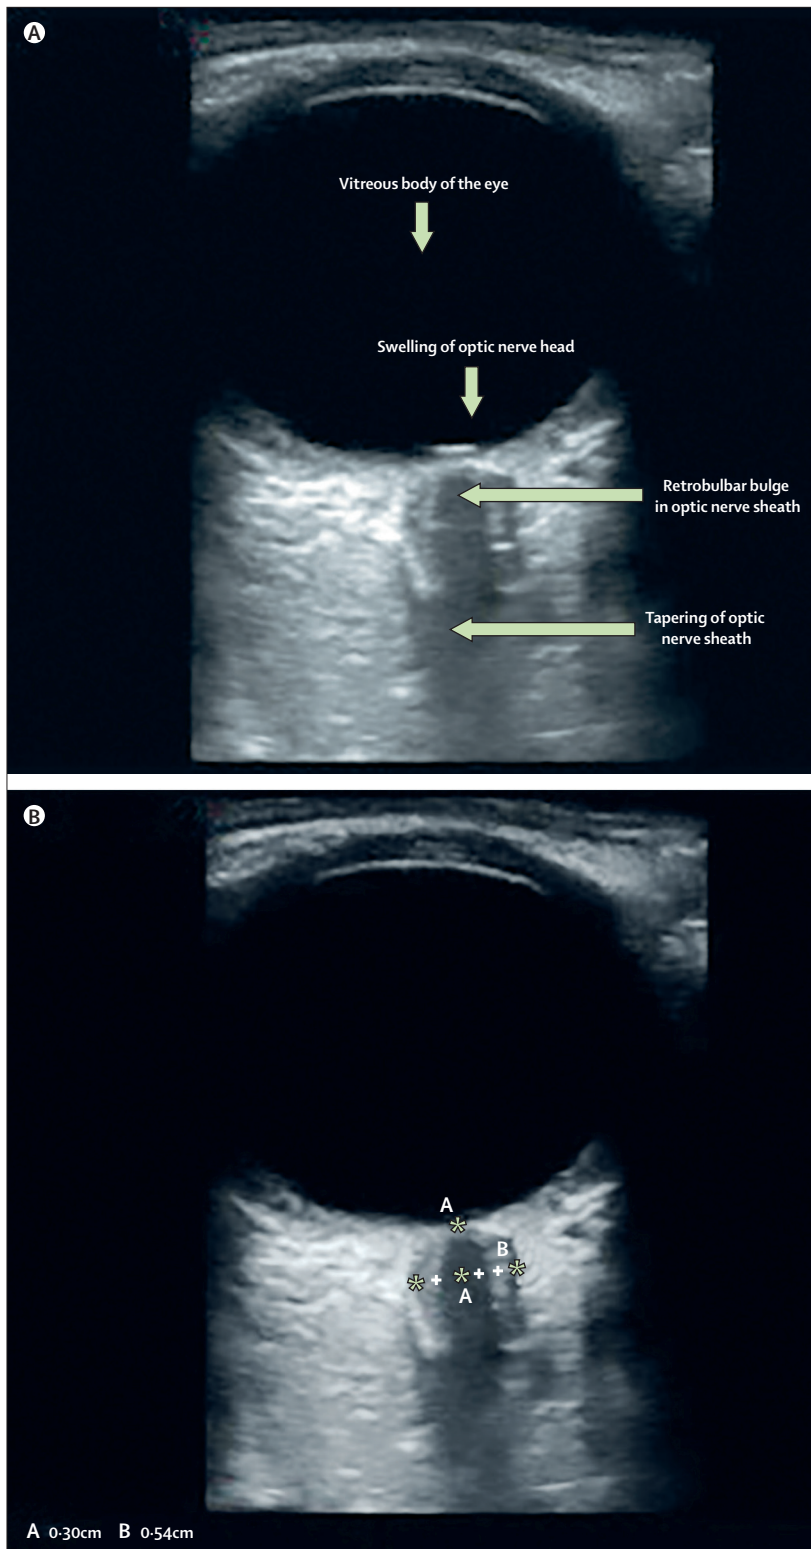 A
Vitreous body of the eye
Swelling of optic nerve head
Retrobulbar bulge
in optic nerve sheath
Tapering of optic
nerve sheath
B
A
B
A
A 0·30cm B 0·54cm